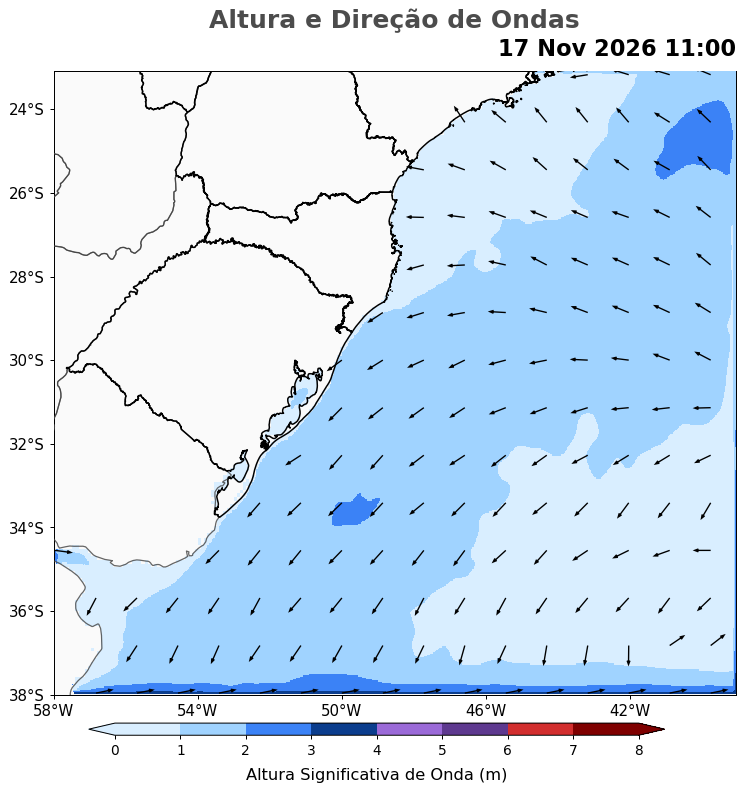 Altura e Direção de Ondas
17 Nov 2026 11:00
24°S
26°S
28°S
30°S
32°S
34°S
36°S
38°S
58°W 54°W 50°W 46°W 42°W
0 1 2 3 4 5 6 7 8
Altura Significativa de Onda (m)